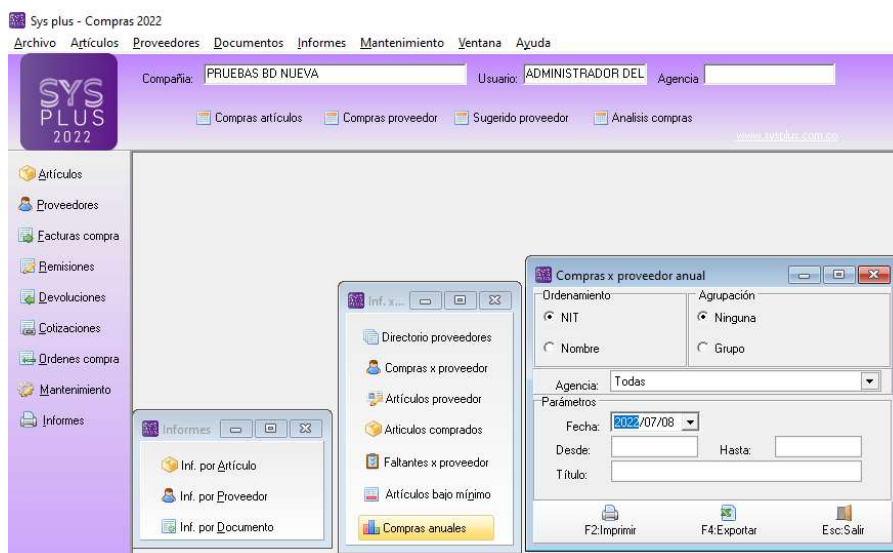 Sys plus - Compras 2022
Archivo Artículos Proveedores Documentos Informes Mantenimiento Ventana Ayuda
SYS
PLUS
2022
Compañia: PRUEBAS BD NUEVA Usuario: ADMINISTRADOR DEL Agencia
Compras artículos Compras proveedor Sugerido proveedor Analisis compras
www.sysplus.com.co
Artículos
Proveedores
Facturas compra
Remisiones
Devoluciones
Cotizaciones
Ordenes compra
Mantenimiento
Informes
Informes
Inf. por Artículo
Inf. por Proveedor
Inf. por Documento
Inf. x...
Directorio proveedores
Compras x proveedor
Artículos proveedor
Articulos comprados
Faltantes x proveedor
Artículos bajo mínimo
Compras anuales
Compras x proveedor anual
Ordenamiento Agrupación
NIT Ninguna
Nombre Grupo
Agencia: Todas
Parámetros
Fecha: 2022/07/08
Desde: Hasta:
Título:
F2:Imprimir F4:Exportar Esc:Salir